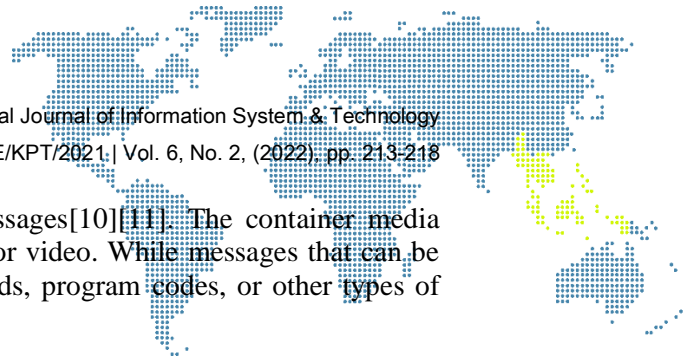 al Journal of Information System & Technology
E/KPT/2021 | Vol. 6, No. 2, (2022), pp. 213-218
ssages[10][11]. The container media
or video. While messages that can be
ds, program codes, or other types of